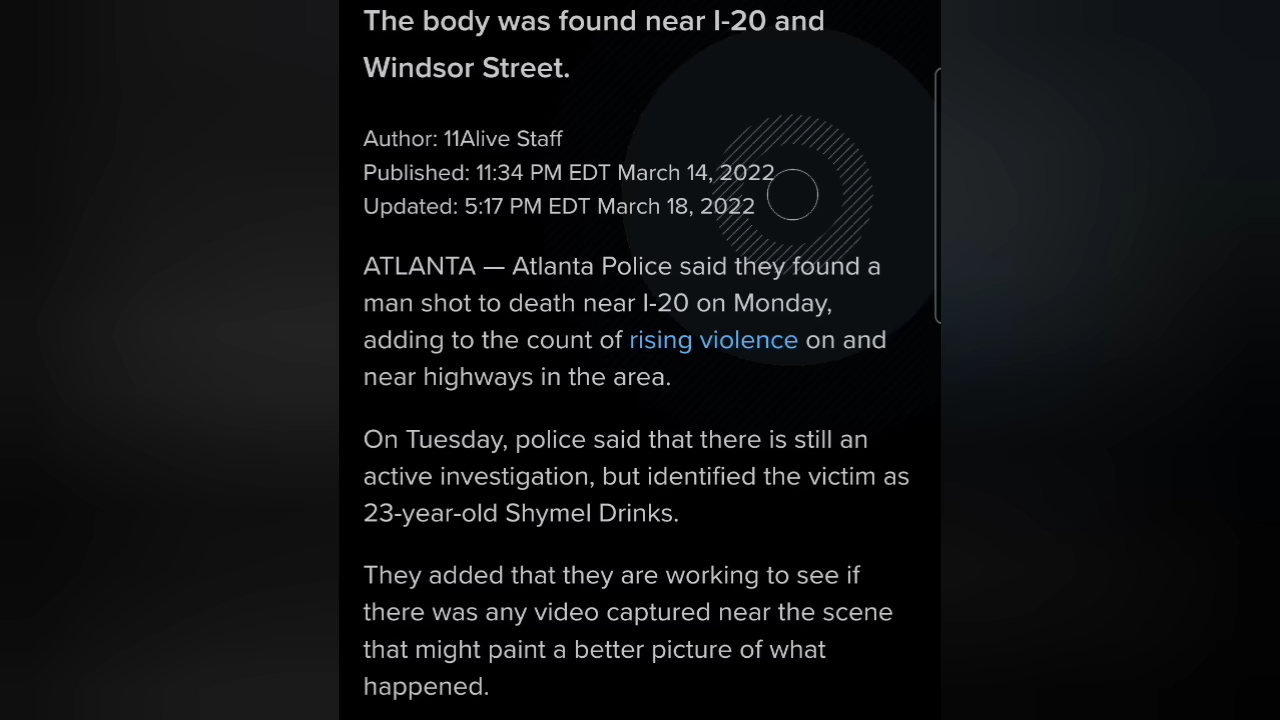 The body was found near I-20 and
Windsor Street.
Author: 11Alive Staff
Published: 11:34 PM EDT March 14, 2022
Updated: 5:17 PM EDT March 18, 2022
ATLANTA — Atlanta Police said they found a
man shot to death near I-20 on Monday,
adding to the count of rising violence on and
near highways in the area.
On Tuesday, police said that there is still an
active investigation, but identified the victim as
23-year-old Shymel Drinks.
They added that they are working to see if
there was any video captured near the scene
that might paint a better picture of what
happened.